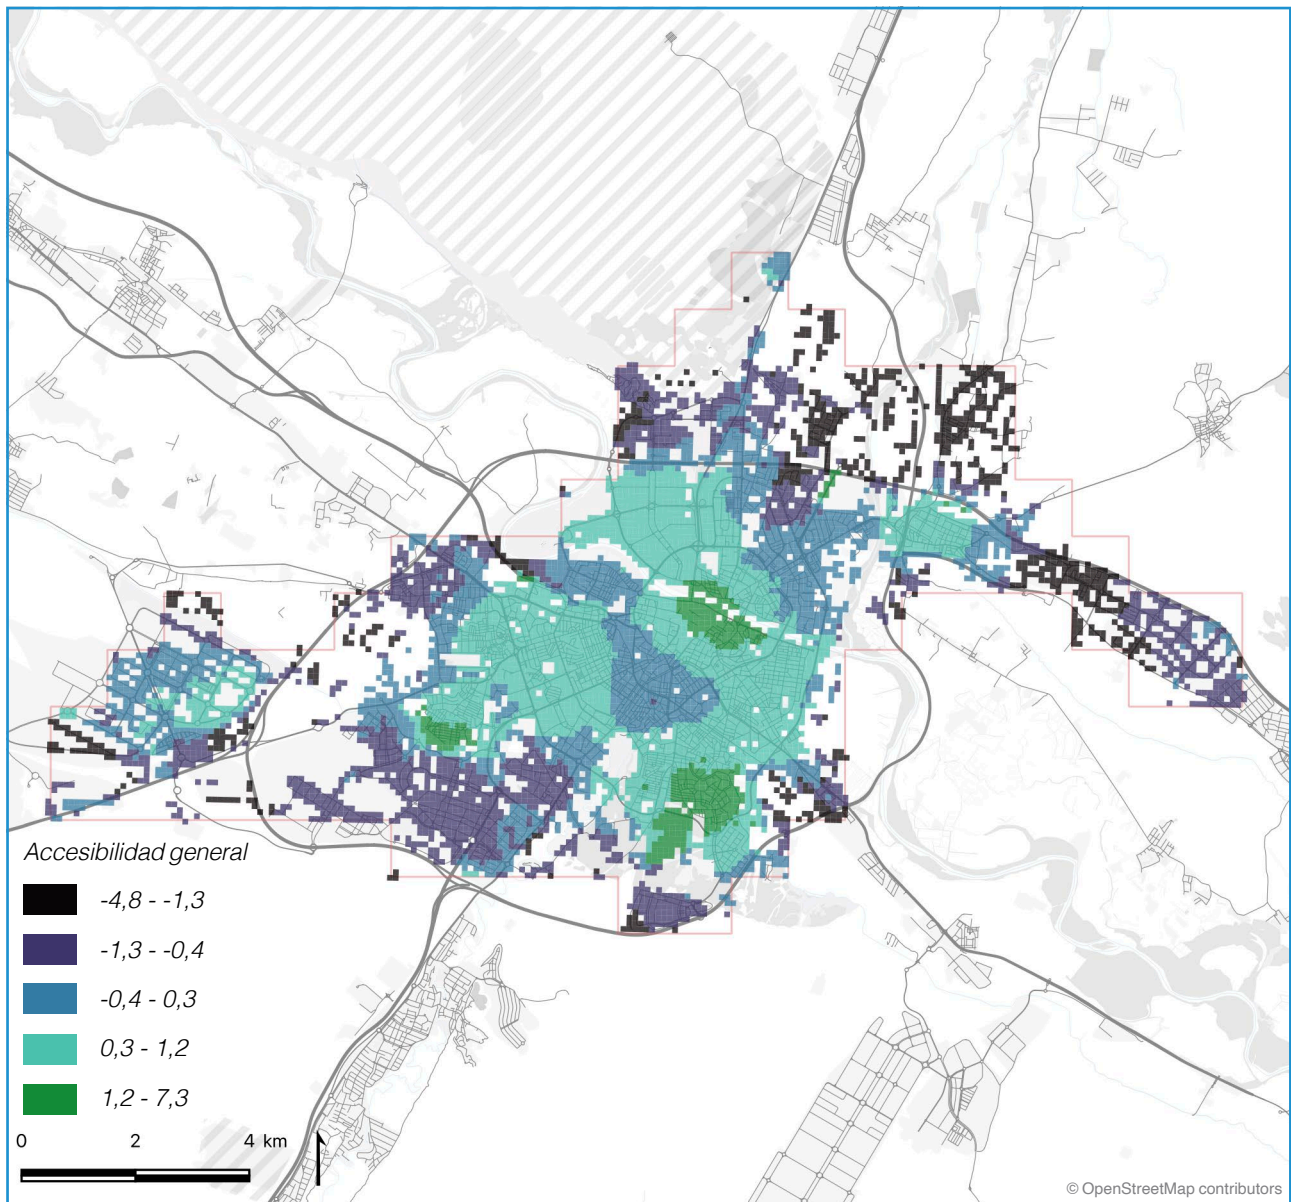 Accesibilidad general
-4,8 - -1,3
-1,3 - -0,4
-0,4 - 0,3
0,3 - 1,2
1,2 - 7,3
0 2 4 km
© OpenStreetMap contributors